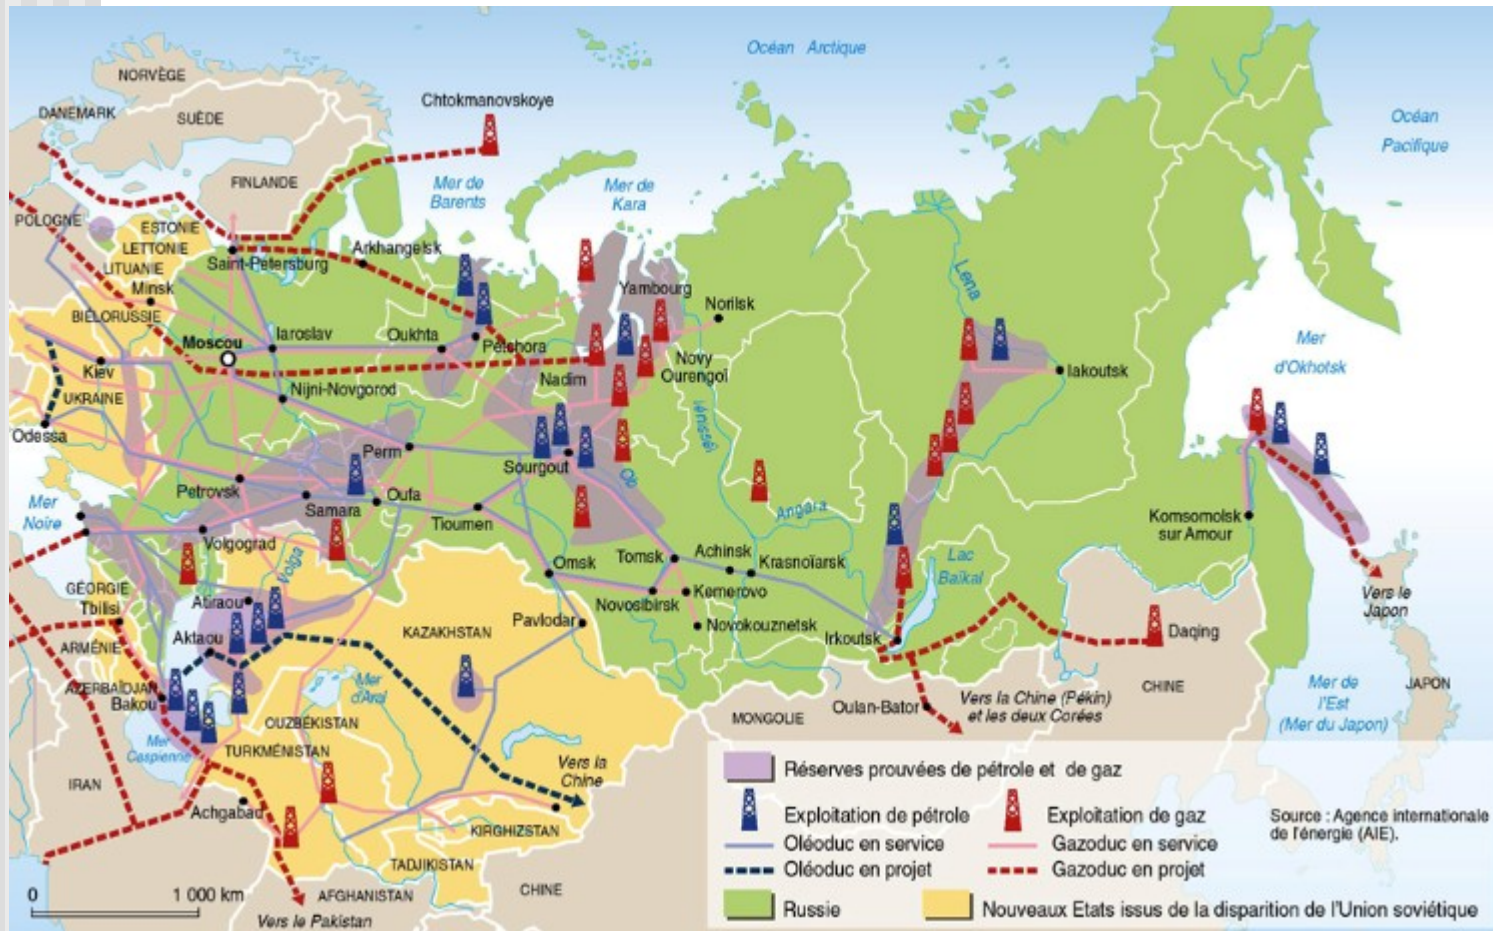 Océan Arctique
NORVÈGE
Chtokmanovskoye
DANEMARK
SUÈDE
Océan
Pacifique
FINLANDE
Mer de
Barents
Mer de
Kara
POLOGNE
ESTONIE
LETTONIE
LITUANIE
Saint-Petersburg
Arkhangelsk
Minsk
BIÉLORUSSIE
Yambourg
Norilsk
Lena
Moscou
Iaroslav
Oukhta
Petchora
Novy
Ourengoï
Nadim
Mer
d'Okhotsk
Iakoutsk
Kiev
UKRAINE
Nijni-Novgorod
Iénisséi
Odessa
Perm
Sourgout
Ob
Petrovsk
Samara
Oufa
Tioumen
Angara
Mer
Noire
Volgograd
Volga
Komsomolsk
sur Amour
Omsk
Tomsk
Achinsk
Krasnoïarsk
Lac
Baïkal
GÉORGIE
Tbilisi
Atiraou
Novosibirsk
Kemerovo
Vers le
Japon
Aktaou
KAZAKHSTAN
Pavlodar
Novokouznetsk
Irkoutsk
Daqing
ARMÉNIE
AZERBAÏDJAN
Bakou
Mer
d'Aral
OUZBÉKISTAN
MONGOLIE
Oulan-Bator
Vers la Chine (Pékin)
et les deux Corées
CHINE
Mer de
l'Est
(Mer du Japon)
JAPON
Mer
Caspienne
TURKMÉNISTAN
Vers la
Chine
IRAN
Achgabad
KIRGHIZSTAN
TADJIKISTAN
AFGHANISTAN
CHINE
Vers le Pakistan
0 1 000 km
Réserves prouvées de pétrole et de gaz
Exploitation de pétrole
Exploitation de gaz
Oléoduc en service
Gazoduc en service
Oléoduc en projet
Gazoduc en projet
Source : Agence internationale
de l'énergie (AIE).
Russie
Nouveaux Etats issus de la disparition de l'Union soviétique